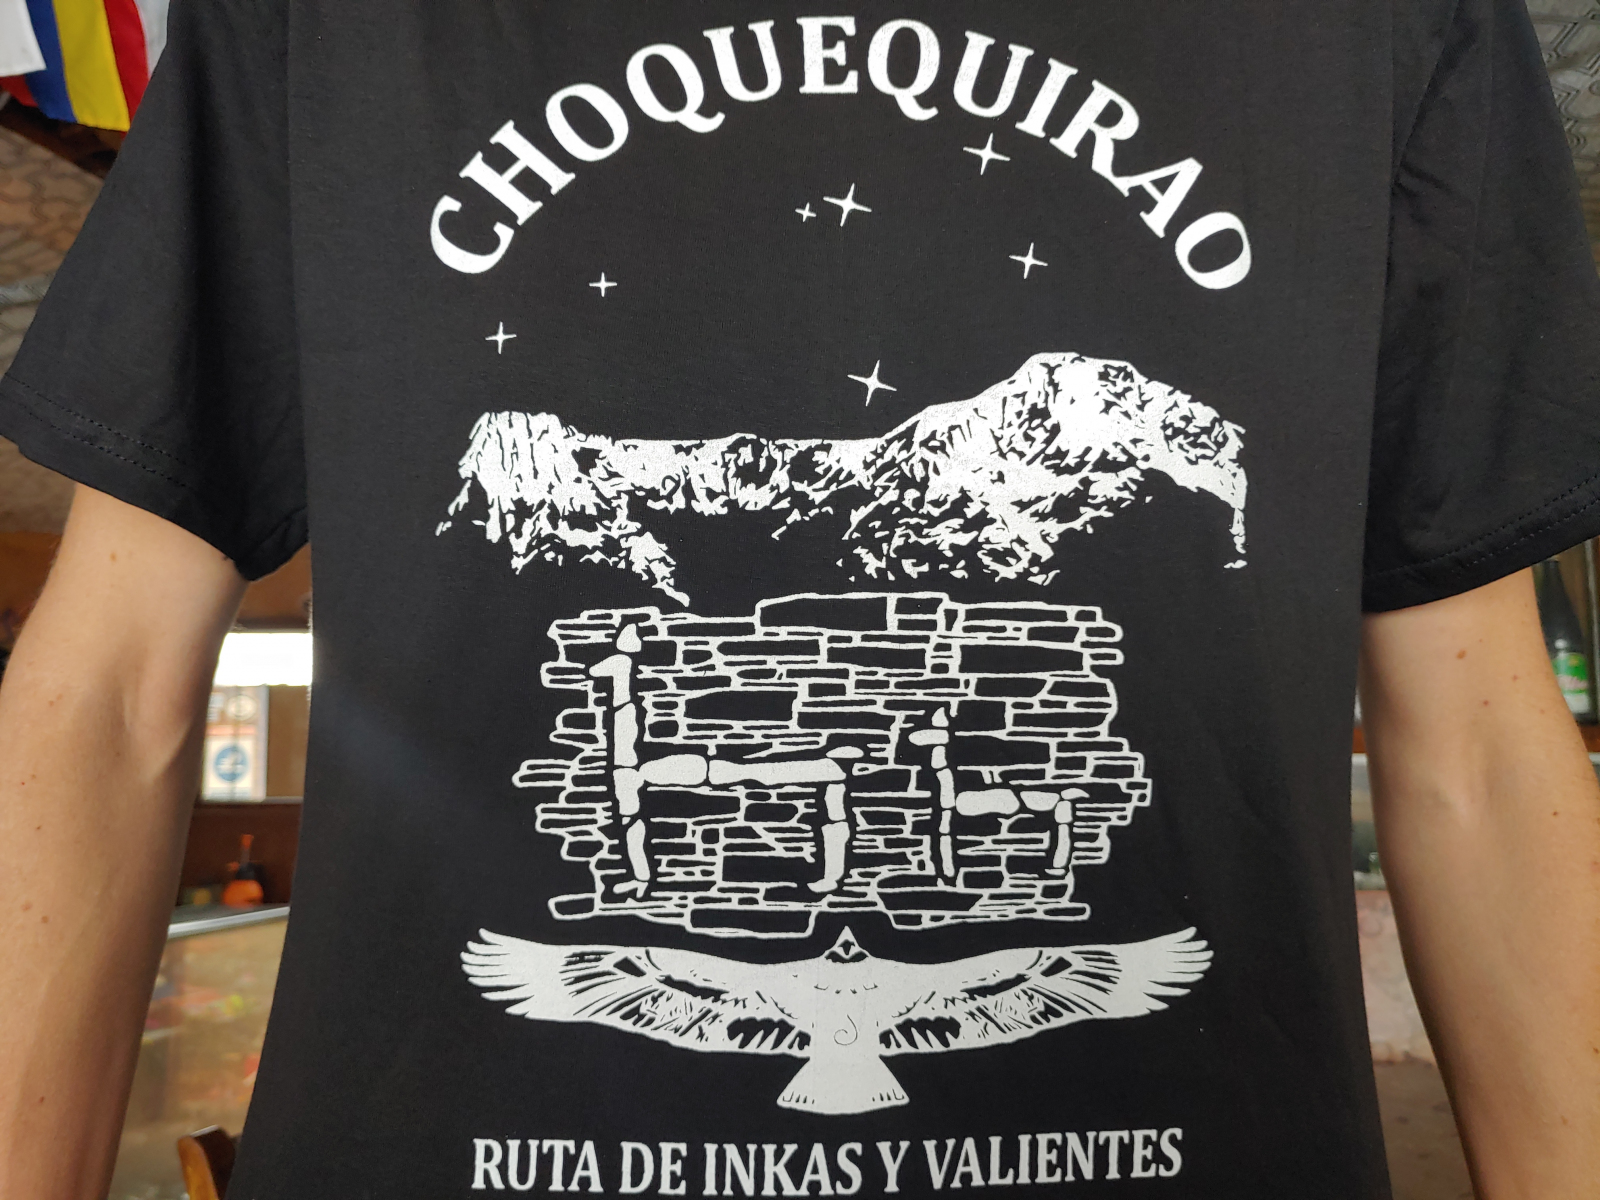 CHOQUEQUIRAO
RUTA DE INKAS Y VALIENTES